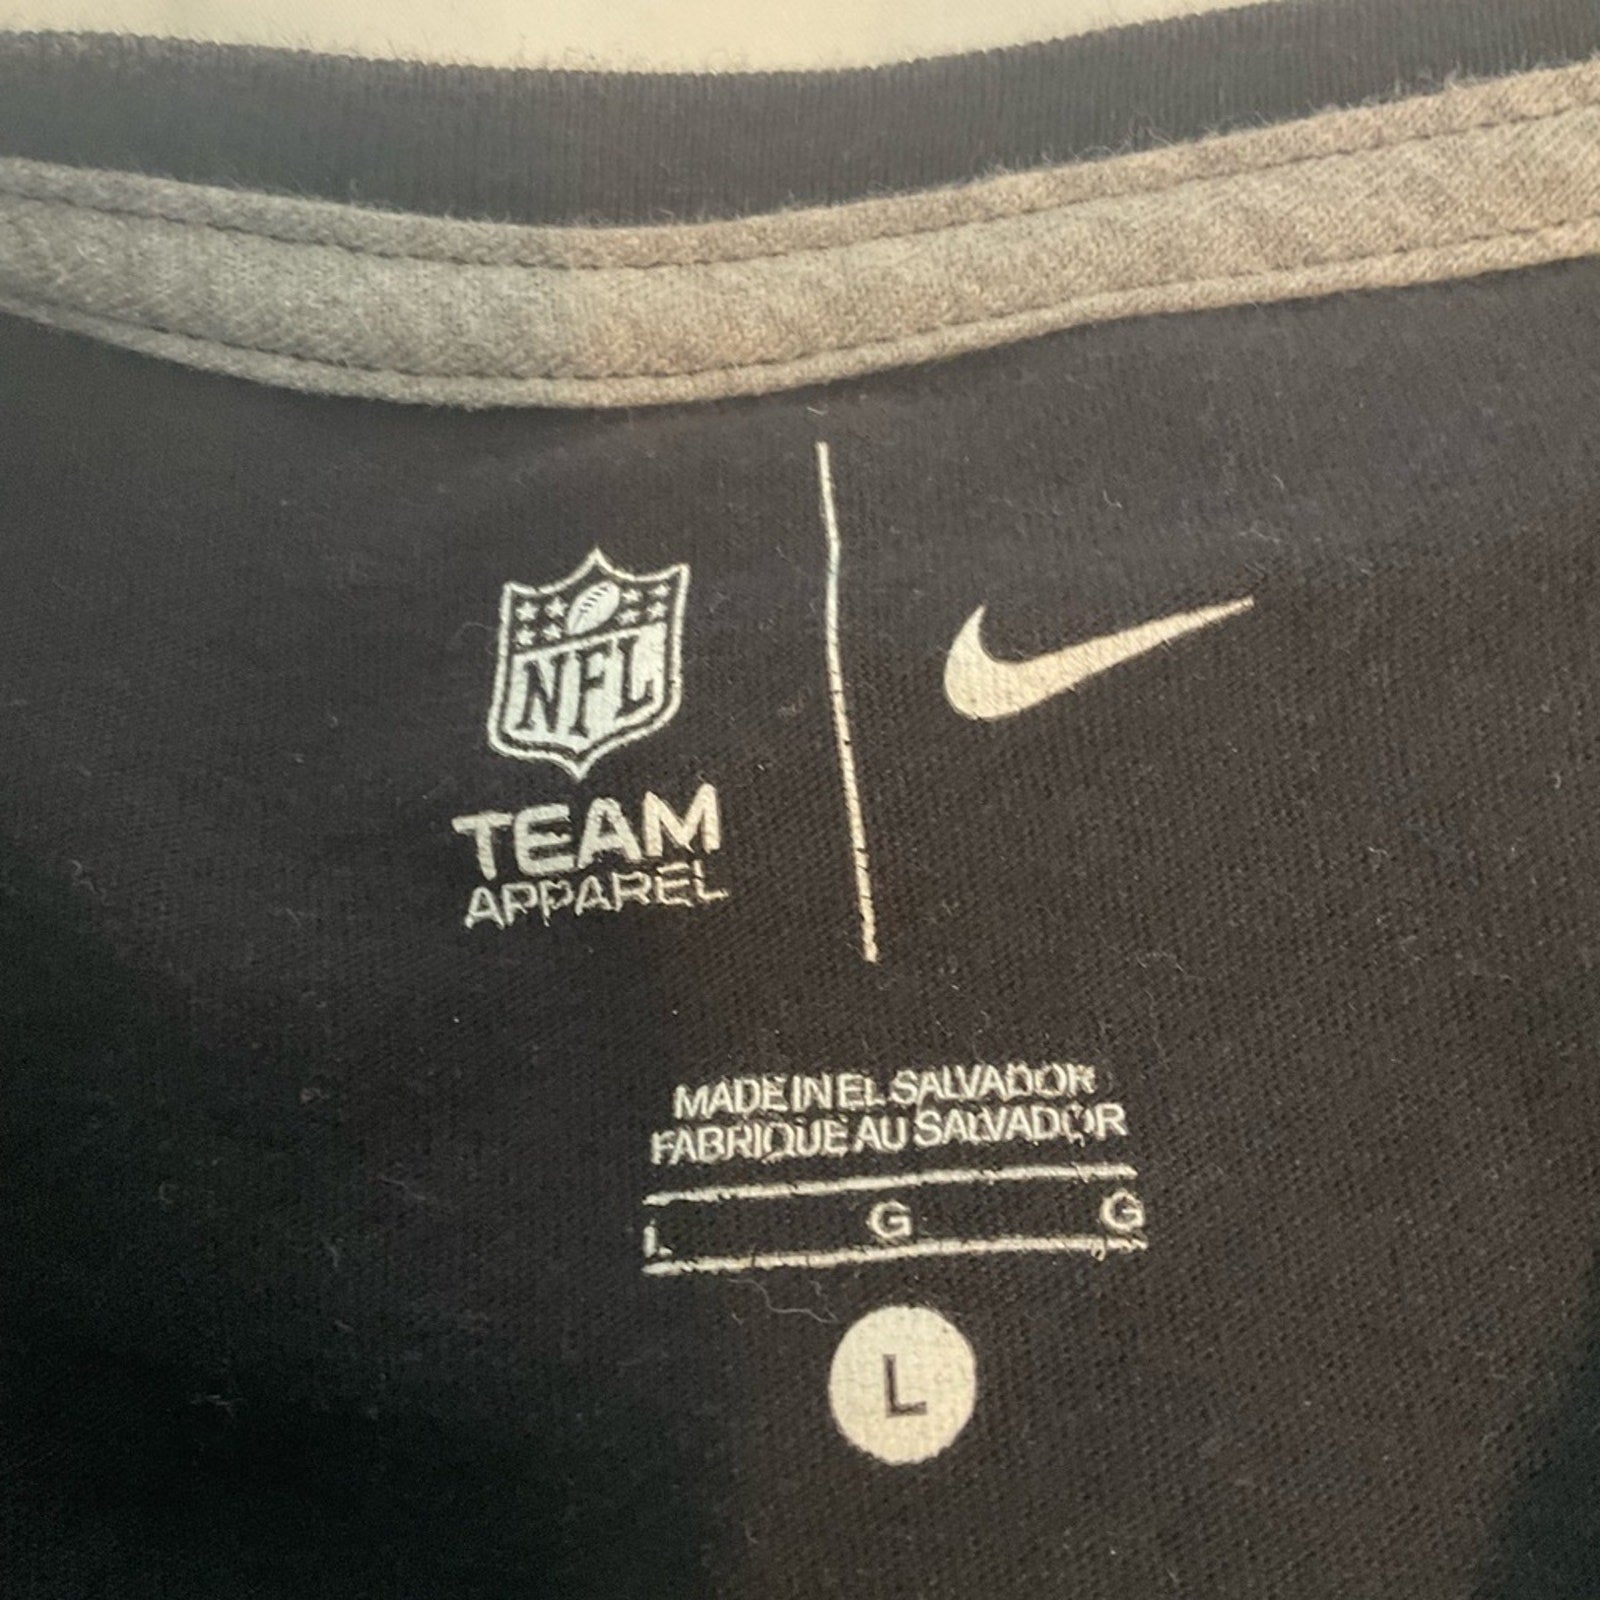 NFL
TEAM
APPAREL
MADE IN EL SALVADOR
FABRIQUE AU SALVADOR
L G G
L